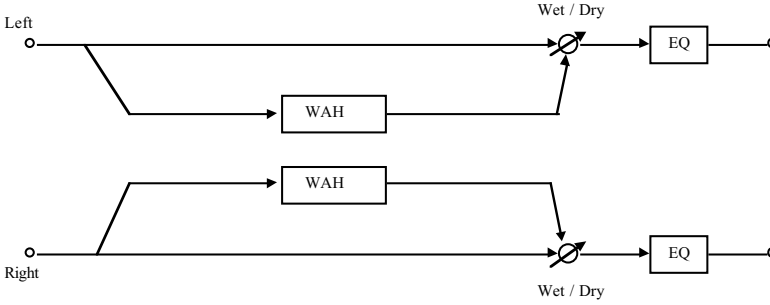 Wet / Dry
Left
EQ
WAH
WAH
EQ
Right
Wet / Dry